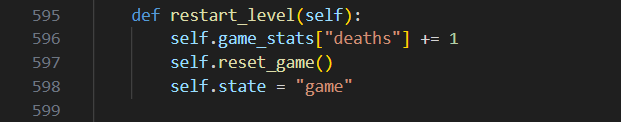 595 def restart_level(self):
596 self.game_stats["deaths"] += 1
597 self.reset_game()
598 self.state = "game"
599